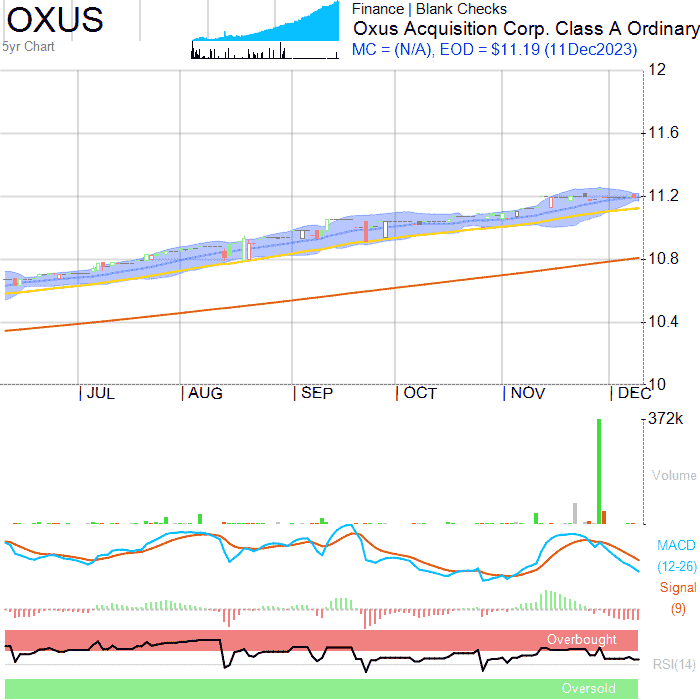 OXUS
5yr Chart
Finance | Blank Checks
Oxus Acquisition Corp. Class A Ordinary
MC = (N/A), EOD = $11.19 (11Dec2023)
12
11.6
11.2
10.8
10.4
10
JUL AUG SEP OCT NOV DEC
372k
Volume
MACD
(12-26)
Signal
(9)
Overbought
RSI(14)
Oversold